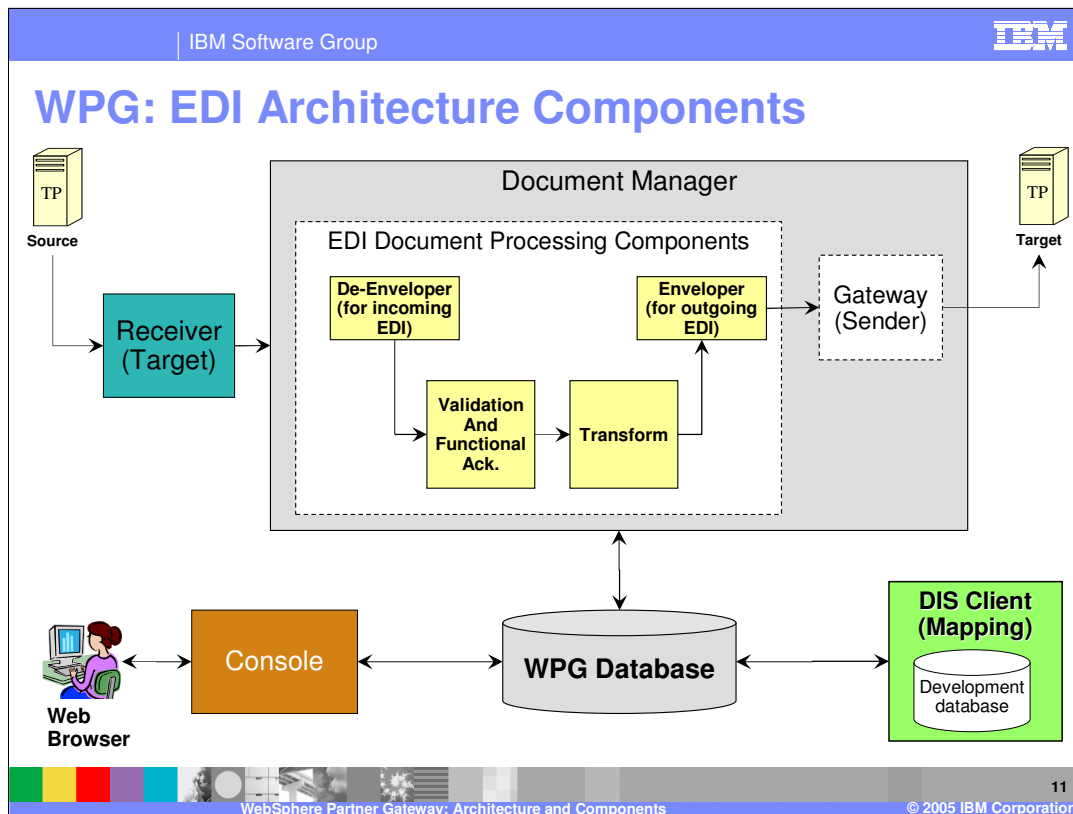 IBM Software Group
IBM
WPG: EDI Architecture Components
TP
Source
Document Manager
TP
Target
EDI Document Processing Components
De-Enveloper
(for incoming
EDI)
Enveloper
(for outgoing
EDI)
Gateway
(Sender)
Receiver
(Target)
Validation
And
Functional
Ack.
Transform
DIS Client
(Mapping)
Development
database
Console
WPG Database
Web
Browser
11
WebSphere Partner Gateway: Architecture and Components
© 2005 IBM Corporation